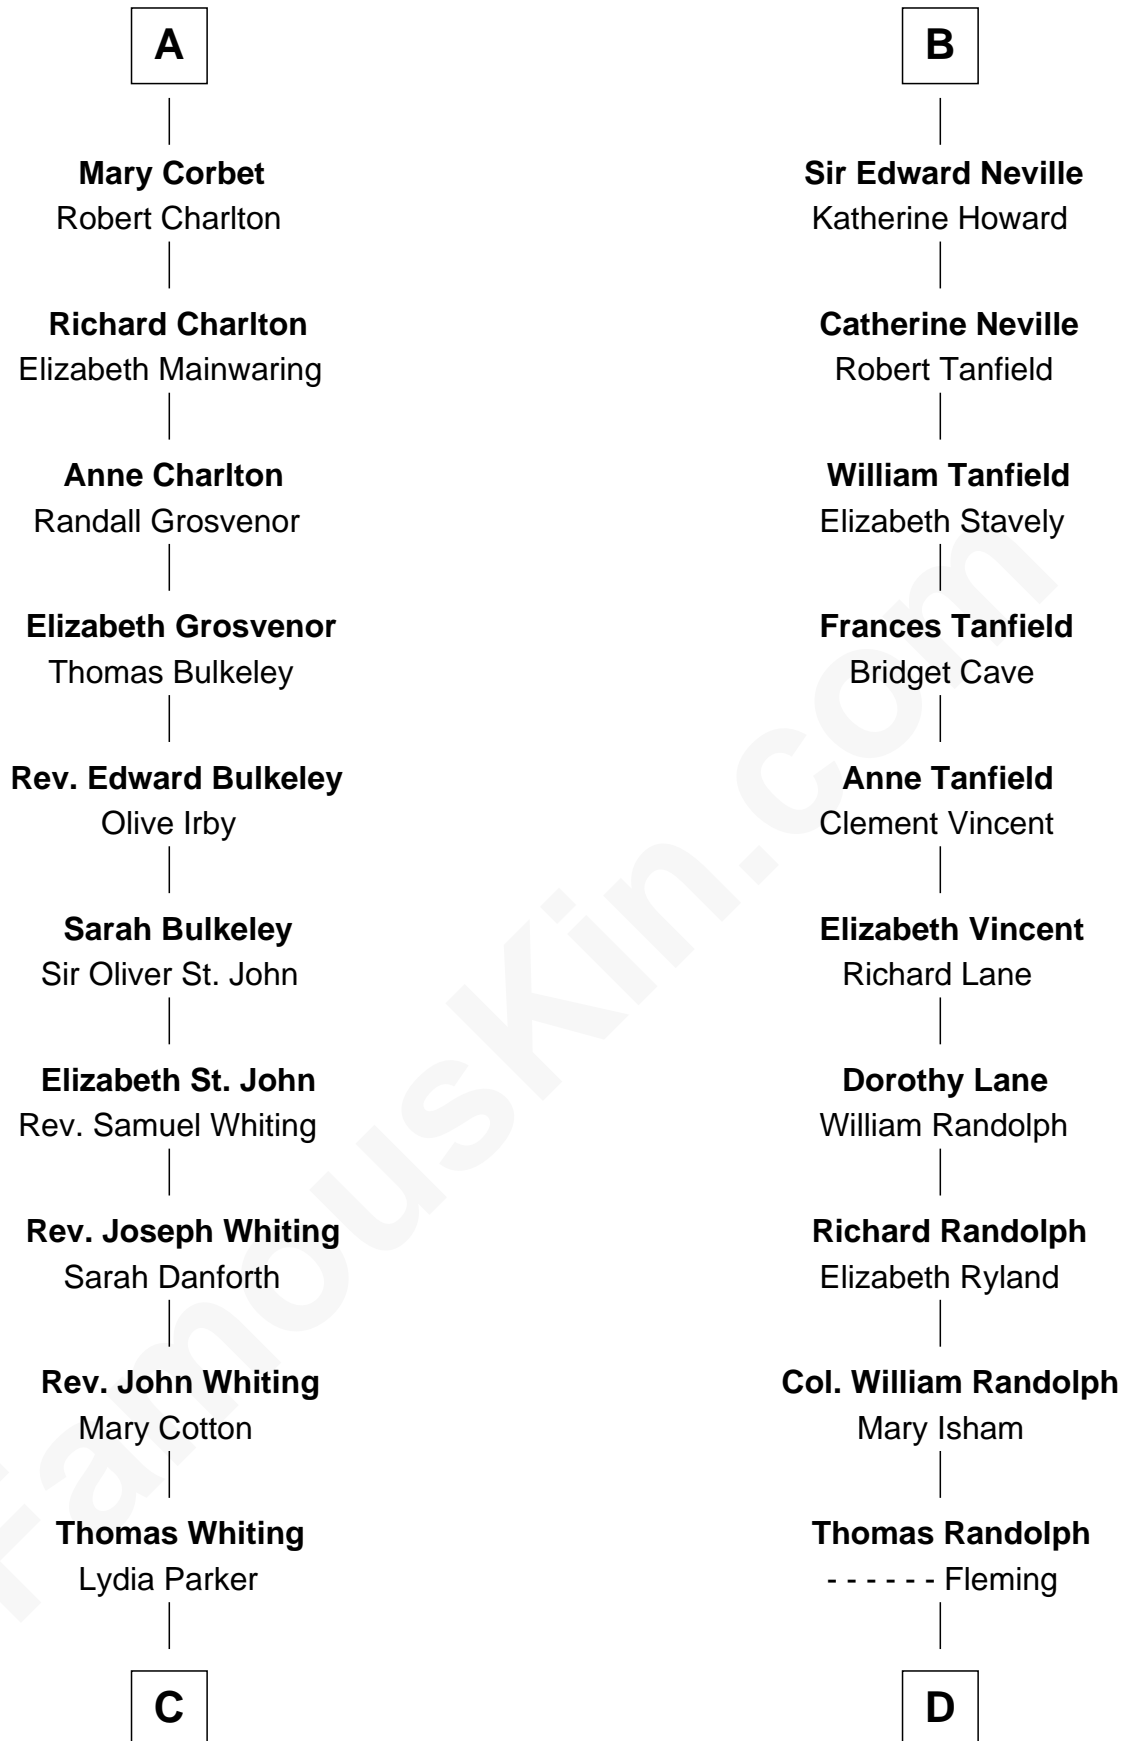 A
Mary Corbet
Robert Charlton
Richard Charlton
Elizabeth Mainwaring
Anne Charlton
Randall Grosvenor
Elizabeth Grosvenor
Thomas Bulkeley
Rev. Edward Bulkeley
Olive Irby
Sarah Bulkeley
Sir Oliver St. John
Elizabeth St. John
Rev. Samuel Whiting
Rev. Joseph Whiting
Sarah Danforth
Rev. John Whiting
Mary Cotton
Thomas Whiting
Lydia Parker
C
B
Sir Edward Neville
Katherine Howard
Catherine Neville
Robert Tanfield
William Tanfield
Elizabeth Stavely
Frances Tanfield
Bridget Cave
Anne Tanfield
Clement Vincent
Elizabeth Vincent
Richard Lane
Dorothy Lane
William Randolph
Richard Randolph
Elizabeth Ryland
Col. William Randolph
Mary Isham
Thomas Randolph
- - - - - - Fleming
D
FamousKin.com